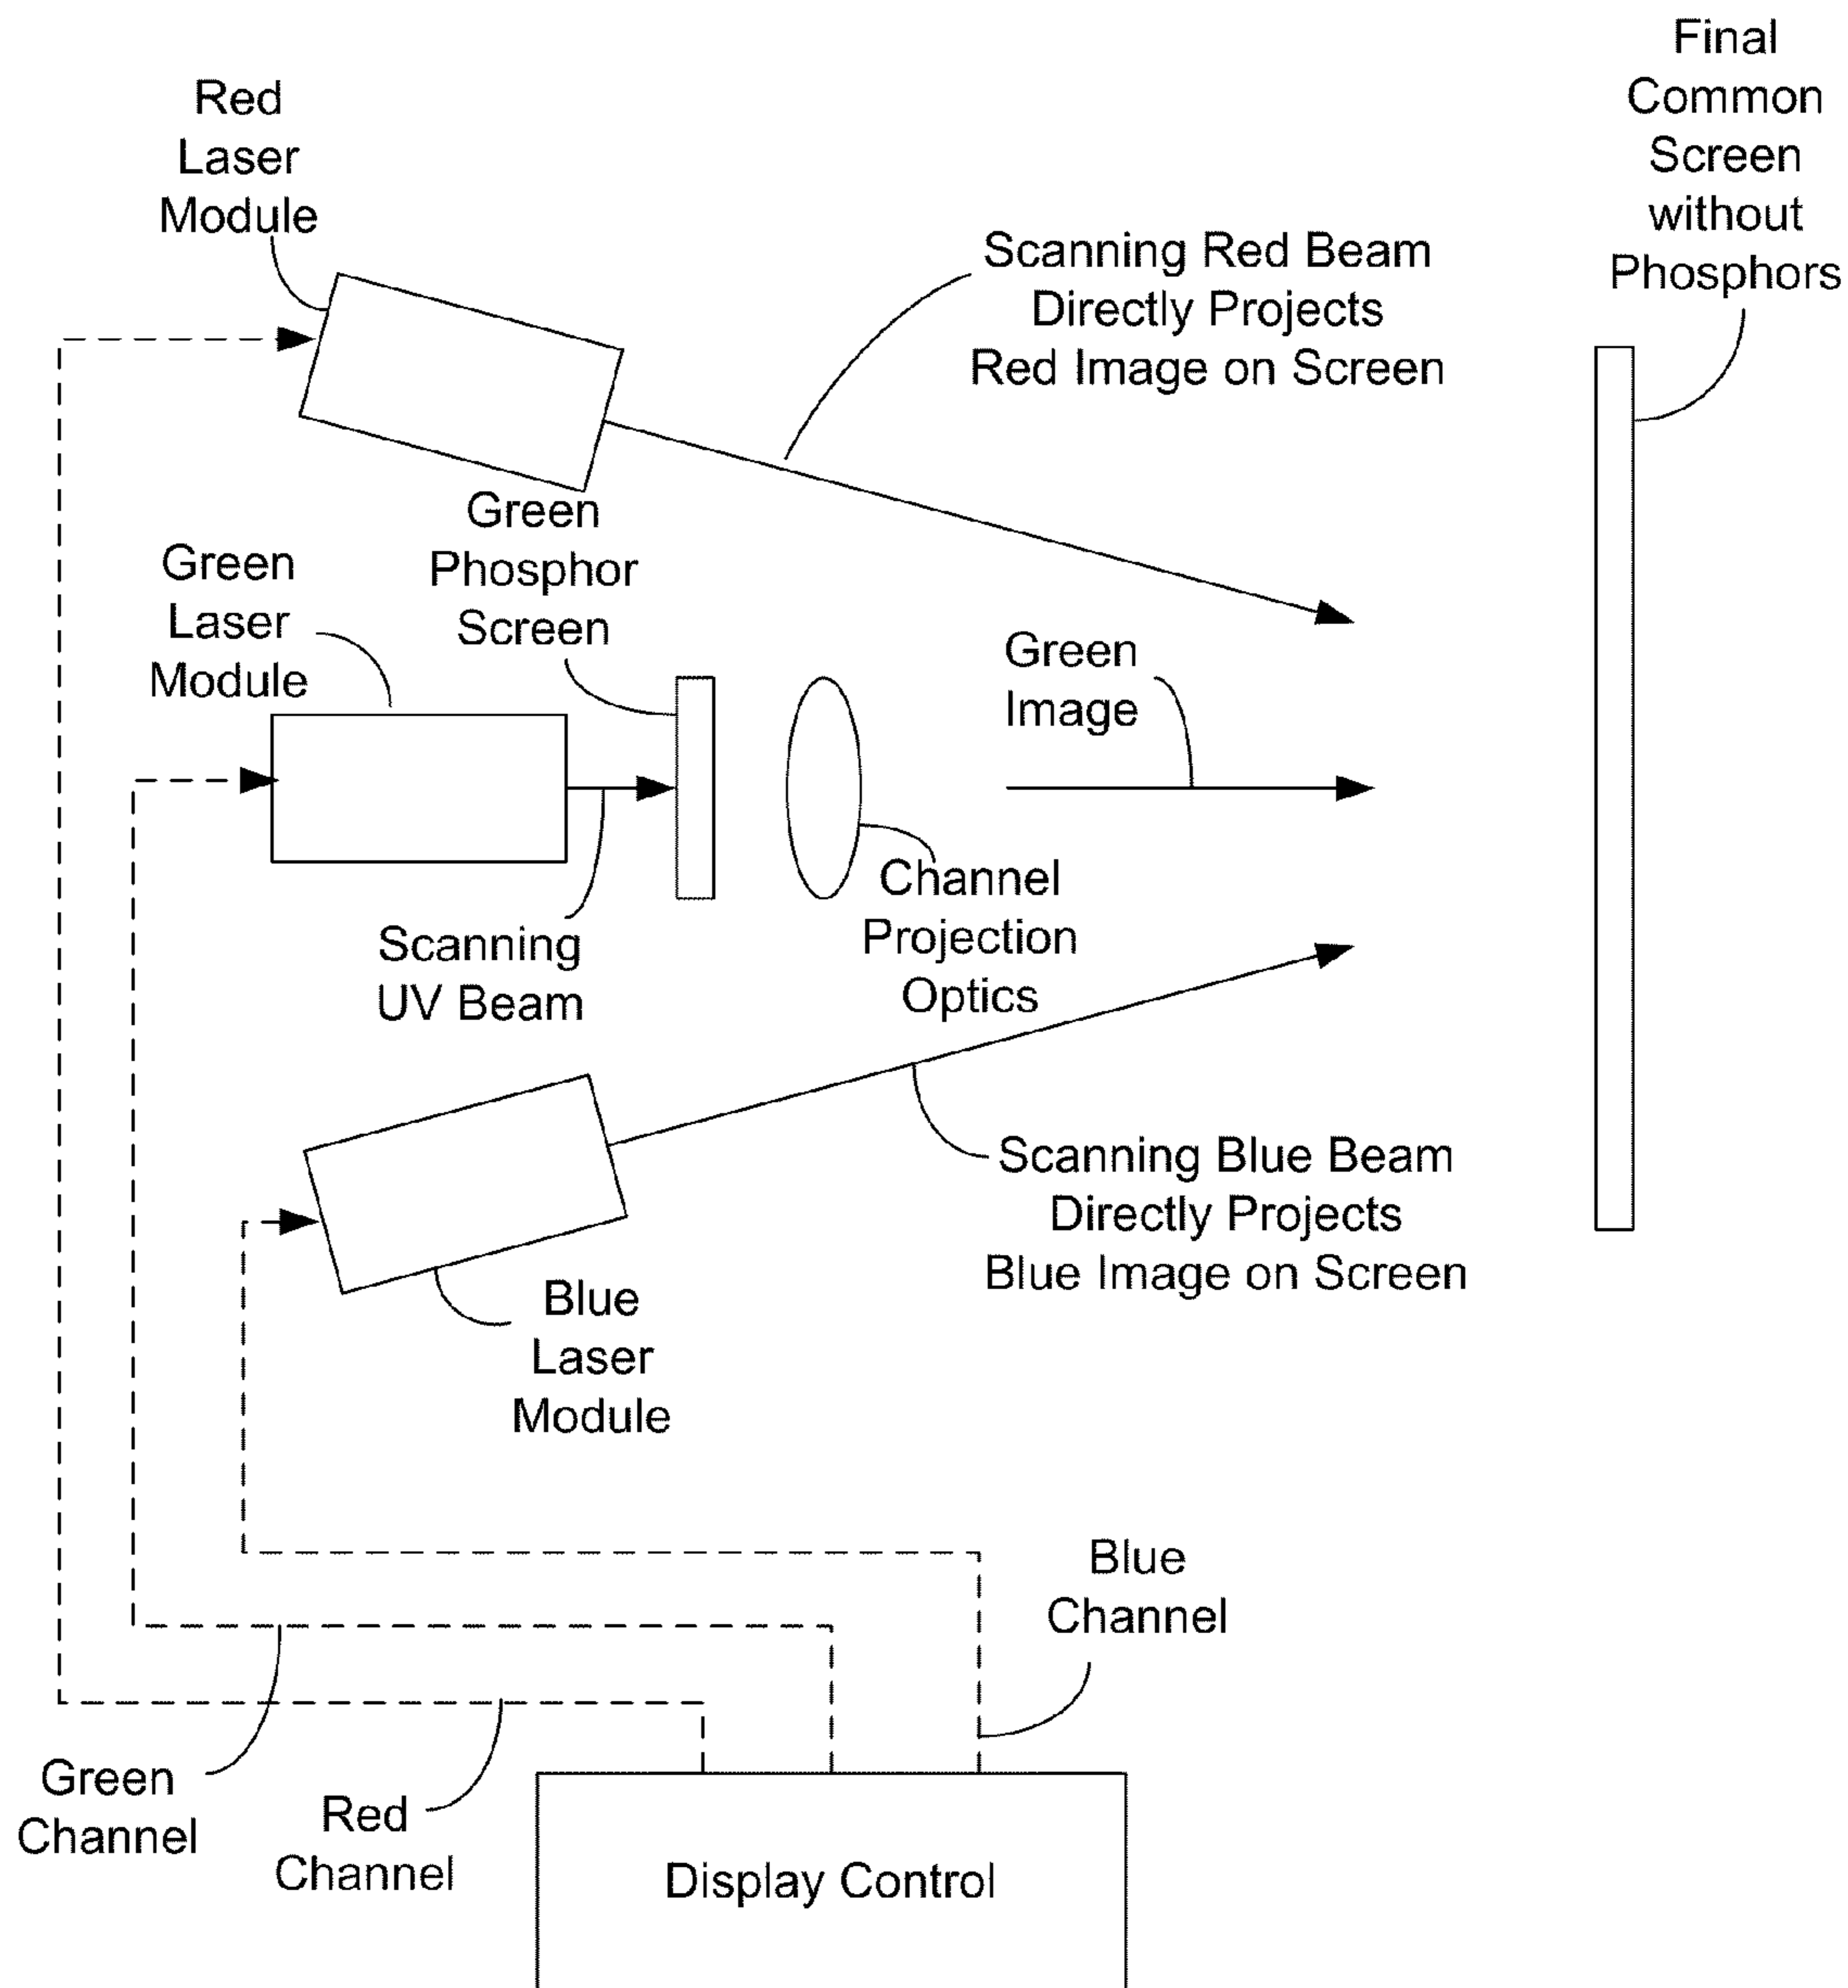 Final
Common
Screen
without
Phosphors
Red
Laser
Module
Scanning Red Beam
Directly Projects
Red Image on Screen
Green
Phosphor
Screen
Green
Laser
Module
Green
Image
Channel
Projection
Optics
Scanning
UV Beam
Scanning Blue Beam
Directly Projects
Blue Image on Screen
Blue
Laser
Module
Blue
Channel
Green
Channel
Red
Channel
Display Control